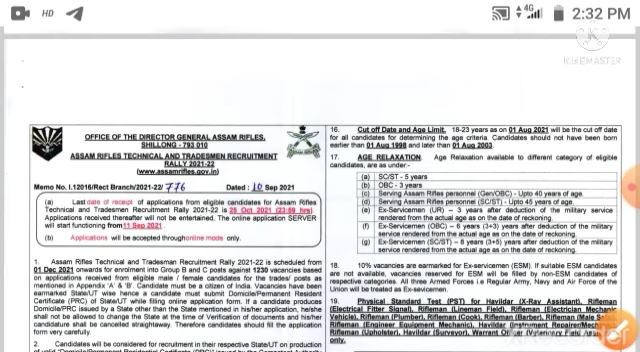 HD
4G
2:32 PM
KINEMASTER
OFFICE OF THE DIRECTOR GENERAL ASSAM RIFLES,
SHILLONG - 793 010
ASSAM RIFLES TECHNICAL AND TRADESMEN RECRUITMENT
RALLY 2021-22
(www.assamrifles.gov.in)
Memo No. I.12016/Rect Branch/2021-22/ 776 Dated : 10 Sep 2021
(a) Last date of receipt of applications from eligible candidates for Assam Rifles
Technical and Tradesmen Recruitment Rally 2021-22 is 25 Oct 2021 (23:59 hrs)
Applications received thereafter will not be entertained. The online application SERVER
will start functioning from 11 Sep 2021.
(b) Applications will be accepted through online mode only.
1. Assam Rifles Technical and Tradesmen Recruitment Rally 2021-22 is scheduled from
01 Dec 2021 onwards for enrolment into Group B and C posts against 1230 vacancies based
on applications received from eligible male / female candidates for the trades/ posts as
mentioned in Appendix 'A' & 'B'. Candidate must be a citizen of India. Vacancies have been
earmarked State/UT wise hence a candidate must submit Domicile/Permanent Resident
Certificate (PRC) of State/UT while filling online application form. If a candidate produces
Domicile/PRC issued by a State other than the State mentioned in his/her application, he/she
shall not be allowed to change the State at the time of Verification of documents and his/her
candidature shall be cancelled straightaway. Therefore candidates should fill the application
form very carefully.
2. Candidates will be considered for recruitment in their respective State/UT on production
16. Cut off Date and Age Limit. 18-23 years as on 01 Aug 2021 will be the cut off date
for all candidates for determining the age criteria. Candidates should not have been born
earlier than 01 Aug 1998 and later than 01 Aug 2003.
17. AGE RELAXATION. Age Relaxation available to different category of eligible
candidates, are as under:-
(a) SC/ST - 5 years
(b) OBC - 3 years
(c) Serving Assam Rifles personnel (Gen/OBC) - Upto 40 years of age.
(d) Serving Assam Rifles personnel (SC/ST) - Upto 45 years of age.
(e) Ex-Servicemen (UR) – 3 years after deduction of the military service
rendered from the actual age as on the date of reckoning.
(f) Ex-Servicemen (OBC) – 6 years (3+3) years after deduction of the military
service rendered from the actual age as on the date of reckoning.
(g) Ex-Servicemen (SC/ST) – 8 years (3+5) years after deduction of the military
service rendered from the actual age as on the date of reckoning.
18. 10% vacancies are earmarked for Ex-Servicemen (ESM). If suitable ESM candidates
are not available, vacancies reserved for ESM will be filled by non-ESM candidates of
respective categories. All three Armed Forces i.e Regular Army, Navy and Air Force of the
Union will be treated as Ex-servicemen.
19. Physical Standard Test (PST) for Havildar (X-Ray Assistant), Rifleman
(Electrical Fitter Signal), Rifleman (Lineman Field), Rifleman (Electrician Mechanic
Vehicle), Rifleman (Plumber), Rifleman (Cook), Rifleman (Barber), Rifleman (Male Saf
Rifleman (Engineer Equipment Mechanic), Havildar (Instrument Repairer/Mech
Rifleman (Upholster), Havildar (Surveyor), Warrant Of (Veterinary Field Ass
only.